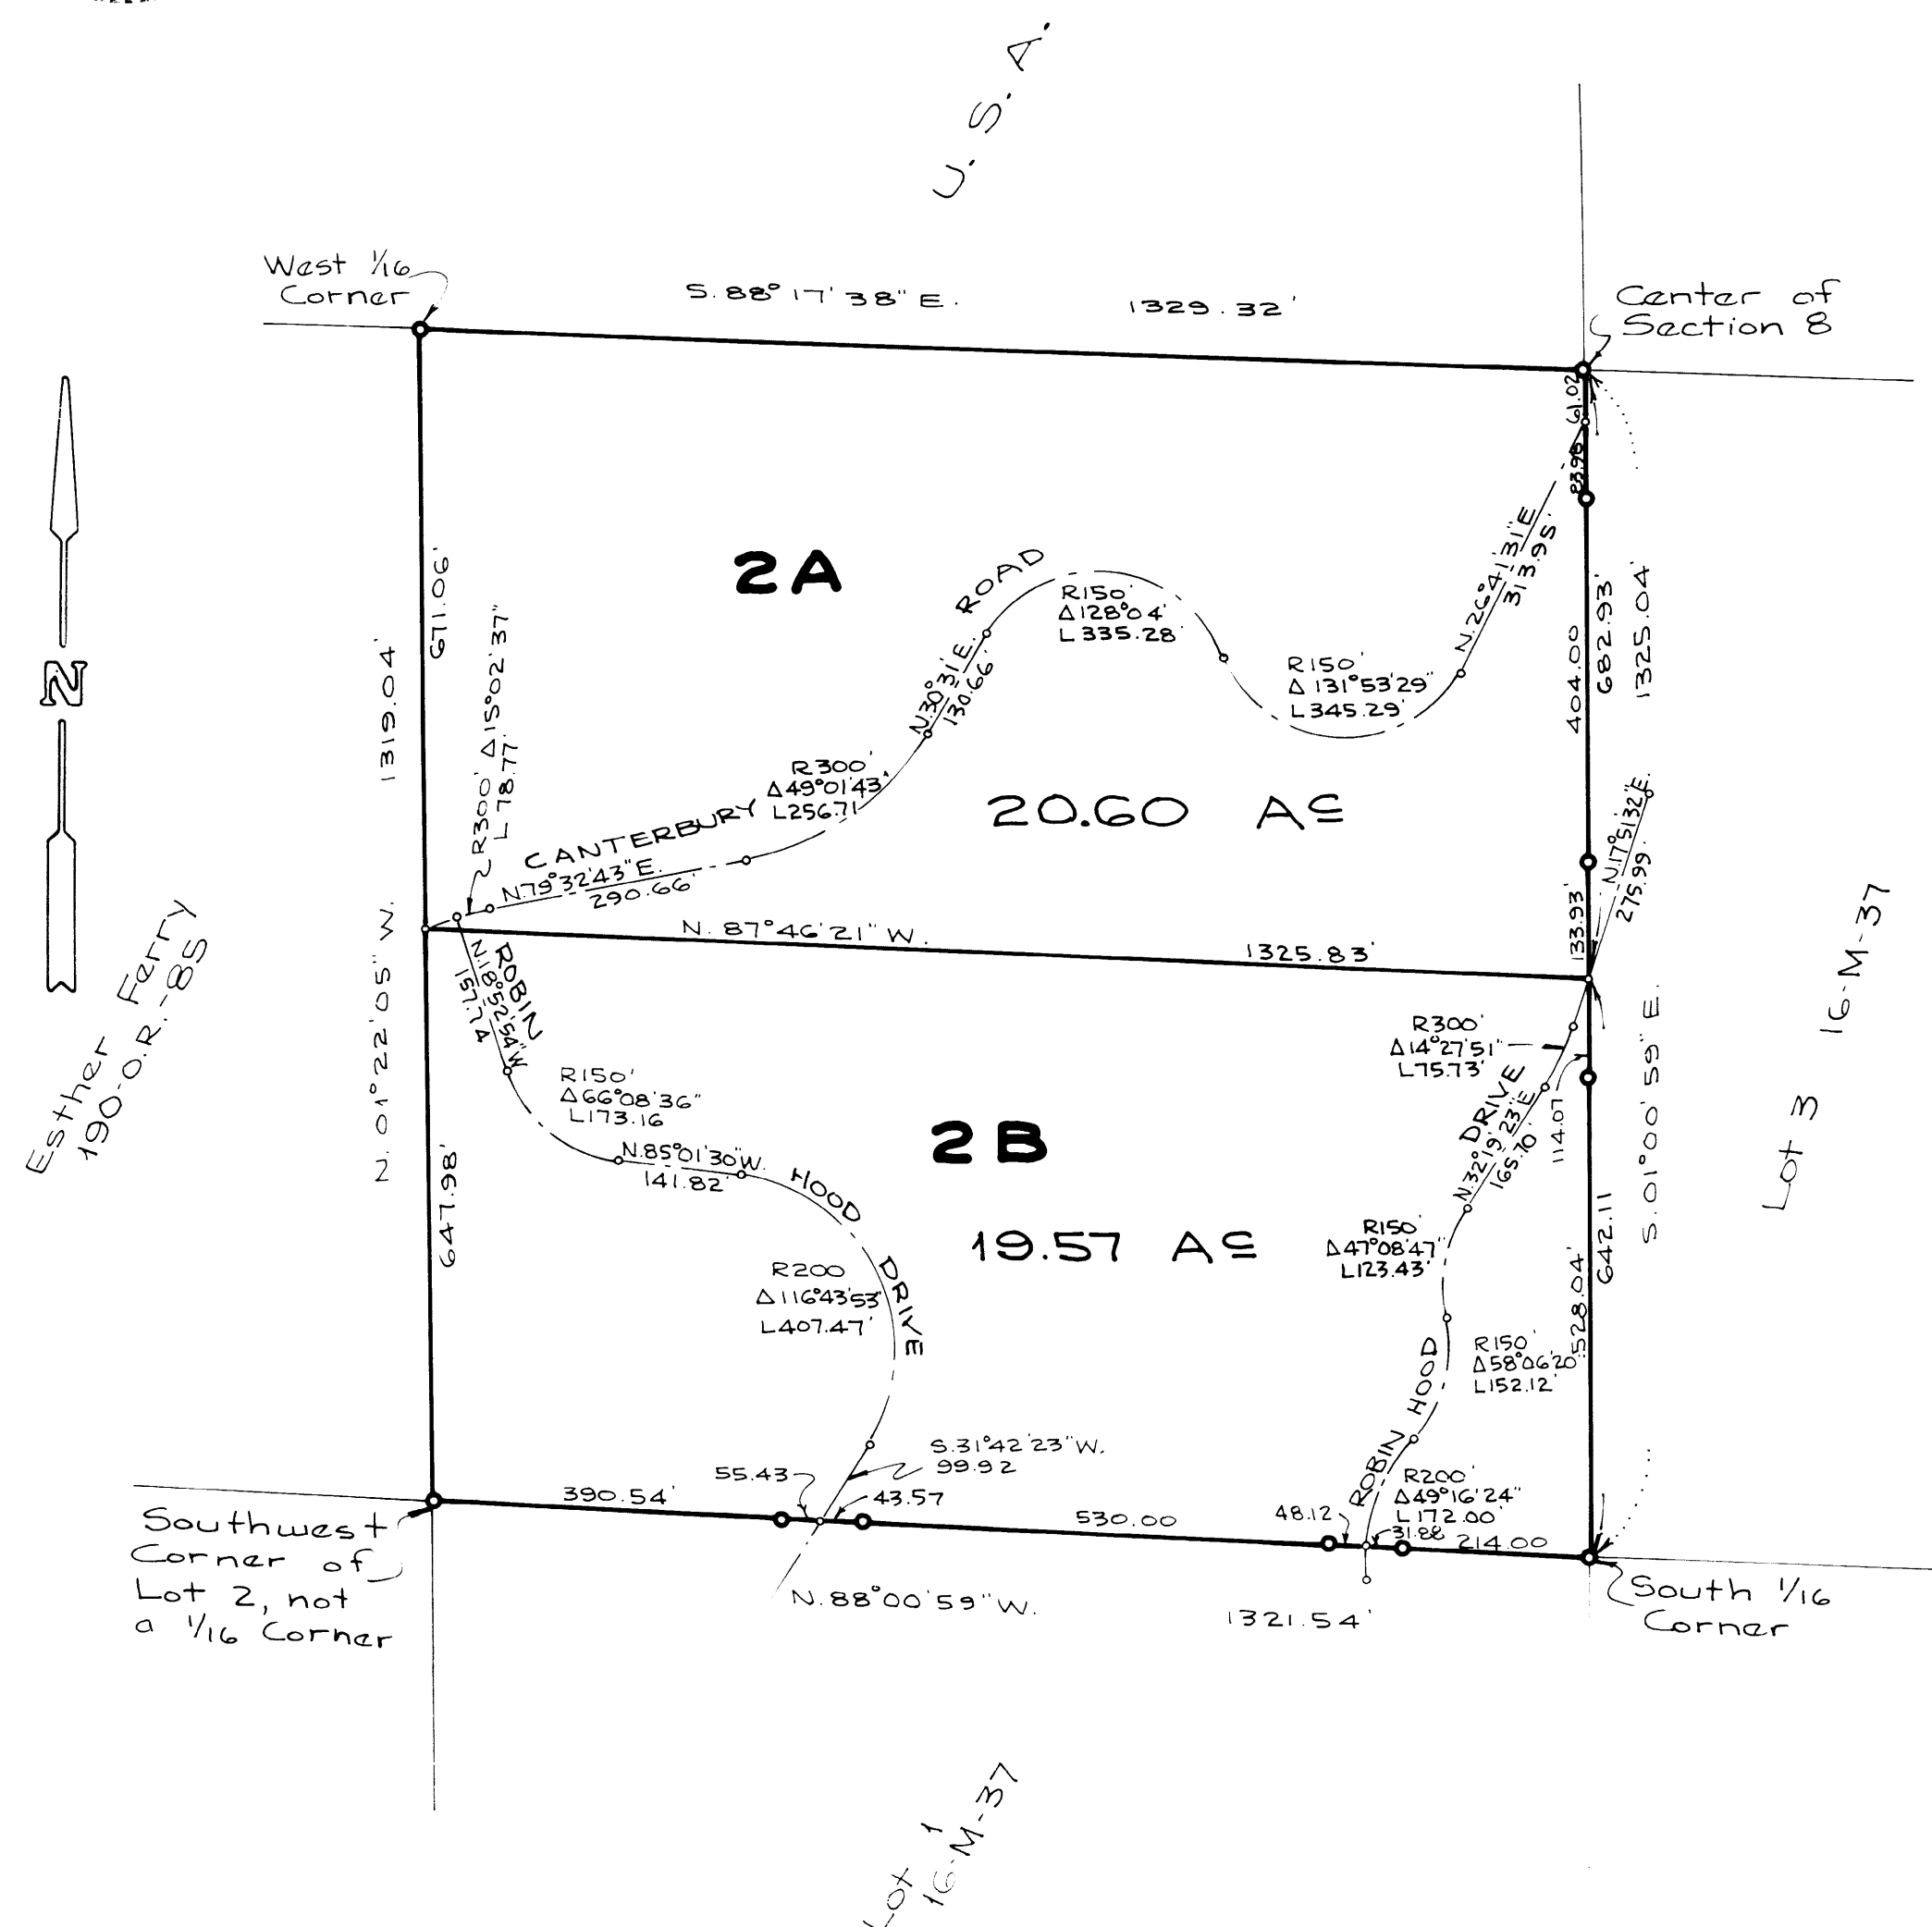 U. S. A.
West 1/16
Corner
S. 88° 17' 38" E. 1329.32'
Center of
Section 8
N
2A
20.60 Ac
671.06'
1319.04'
N. 01° 22' 05" W.
647.98'
Esther Ferry
190-O.R.-85
R300' Δ15°02'37"
L 78.77'
CANTERBURY ROAD
N.79°32'43"E.
290.66'
R300'
Δ49°01'43"
L256.71'
N.30°31'E.
130.66'
R150'
Δ128°04'
L335.28'
R150'
Δ131°53'29"
L345.29'
N.26°41'31"E
313.95'
61.02
83.98
404.00
682.93'
1325.04'
133.93'
N.17°51'32"E.
275.99'
N. 87°46'21" W. 1325.83'
ROBIN HOOD DRIVE
N.18°52'54"W
157.74
R150'
Δ66°08'36"
L173.16
N.85°01'30"W.
141.82'
R200
Δ116°43'53"
L407.47'
S.31°42'23"W.
99.92
2B
19.57 Ac
R300'
Δ14°27'51"
L75.73'
ROBIN HOOD DRIVE
N.32°19'23"E
165.70'
114.07
R150'
Δ47°08'47"
L123.43'
R150'
Δ58°06'20"
L152.12'
R200'
Δ49°16'24"
L172.00'
528.04'
642.11
S. 01°00'59" E.
Lot 3 16-M-37
390.54'
55.43
43.57
530.00
48.12
31.88
214.00
N. 88°00'59" W. 1321.54'
Southwest
Corner of
Lot 2, not
a 1/16 Corner
South 1/16
Corner
Lot 1
16-M-37